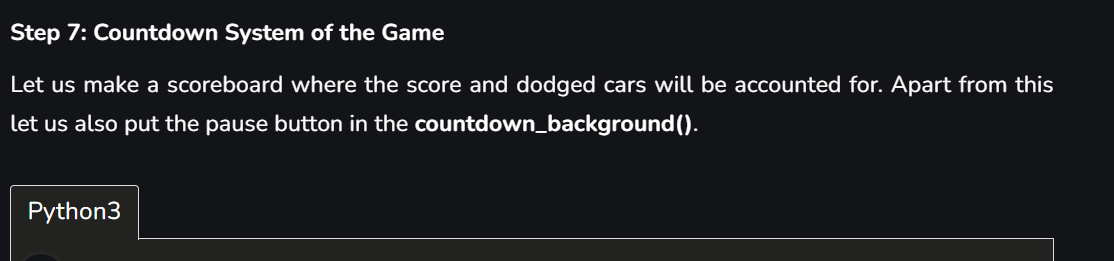 Step 7: Countdown System of the Game
Let us make a scoreboard where the score and dodged cars will be accounted for. Apart from this
let us also put the pause button in the countdown_background().
Python3